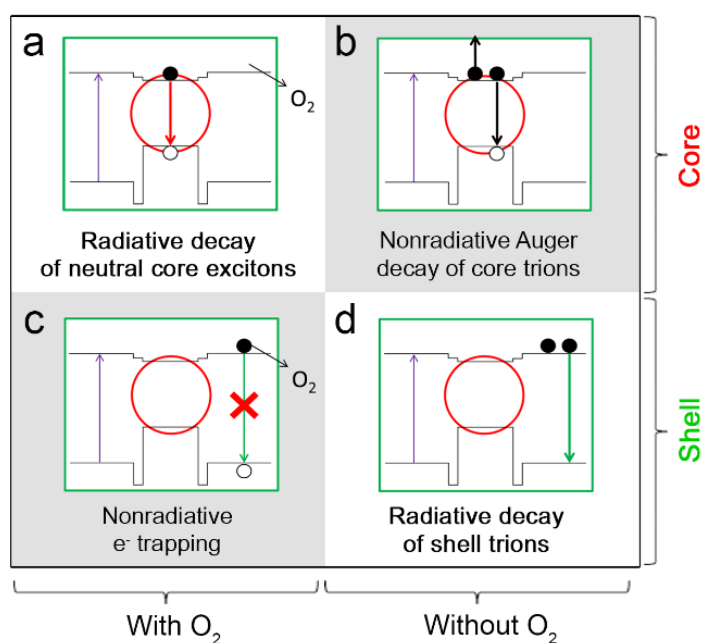 a
O2
Radiative decay
of neutral core excitons
b
Nonradiative Auger
decay of core trions
Core
c
O2
Nonradiative
e- trapping
d
Radiative decay
of shell trions
Shell
With O2
Without O2